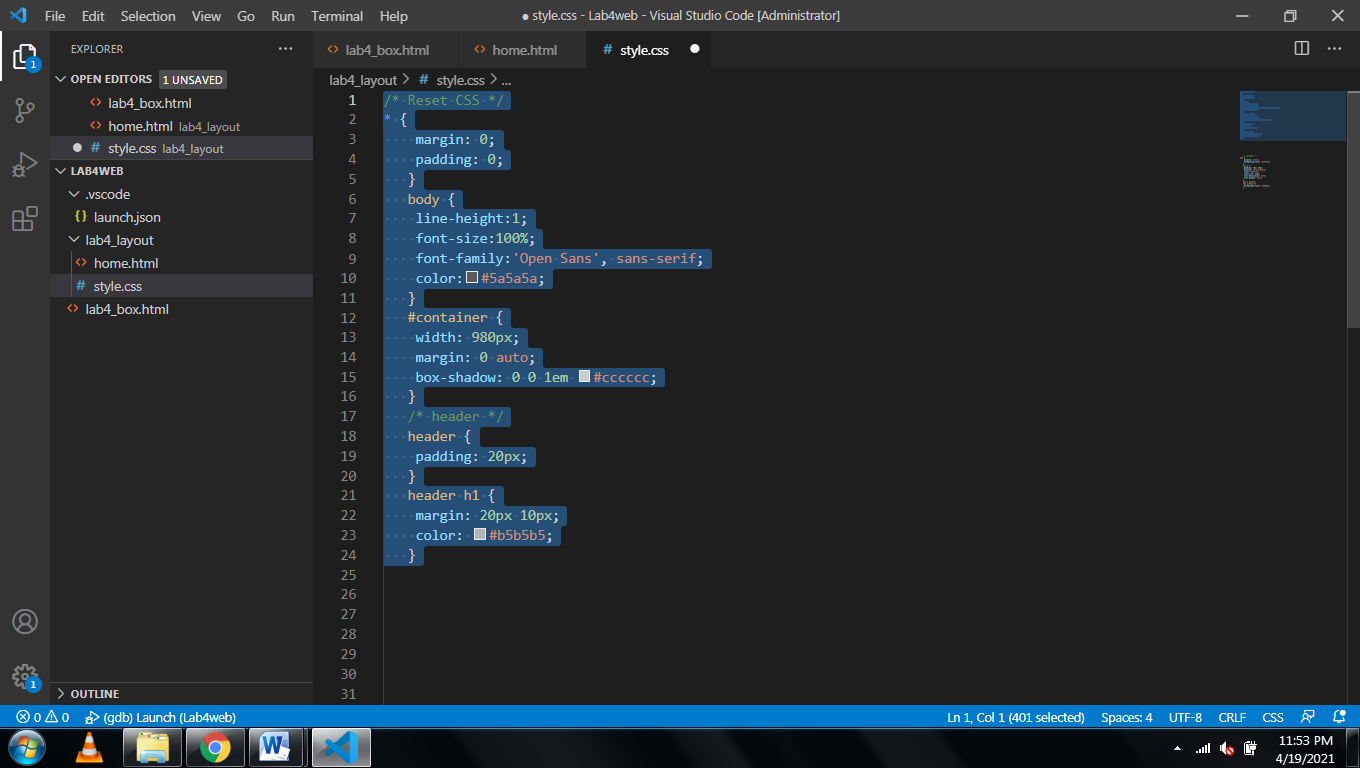 File Edit Selection View Go Run Terminal Help ● style.css - Lab4web - Visual Studio Code [Administrator]
EXPLORER
lab4_box.html home.html # style.css
OPEN EDITORS 1 UNSAVED
lab4_layout > # style.css > ...
lab4_box.html
home.html lab4_layout
# style.css lab4_layout
LAB4WEB
.vscode
{} launch.json
lab4_layout
home.html
# style.css
lab4_box.html
OUTLINE
1 /* Reset CSS */
2 * {
3 margin: 0;
4 padding: 0;
5 }
6 body {
7 line-height:1;
8 font-size:100%;
9 font-family:'Open Sans', sans-serif;
10 color:#5a5a5a;
11 }
12 #container {
13 width: 980px;
14 margin: 0 auto;
15 box-shadow: 0 0 1em #cccccc;
16 }
17 /* header */
18 header {
19 padding: 20px;
20 }
21 header h1 {
22 margin: 20px 10px;
23 color: #b5b5b5;
24 }
25
26
27
28
29
30
31
1
1
0 0 (gdb) Launch (Lab4web) Ln 1, Col 1 (401 selected) Spaces: 4 UTF-8 CRLF CSS
11:53 PM
4/19/2021